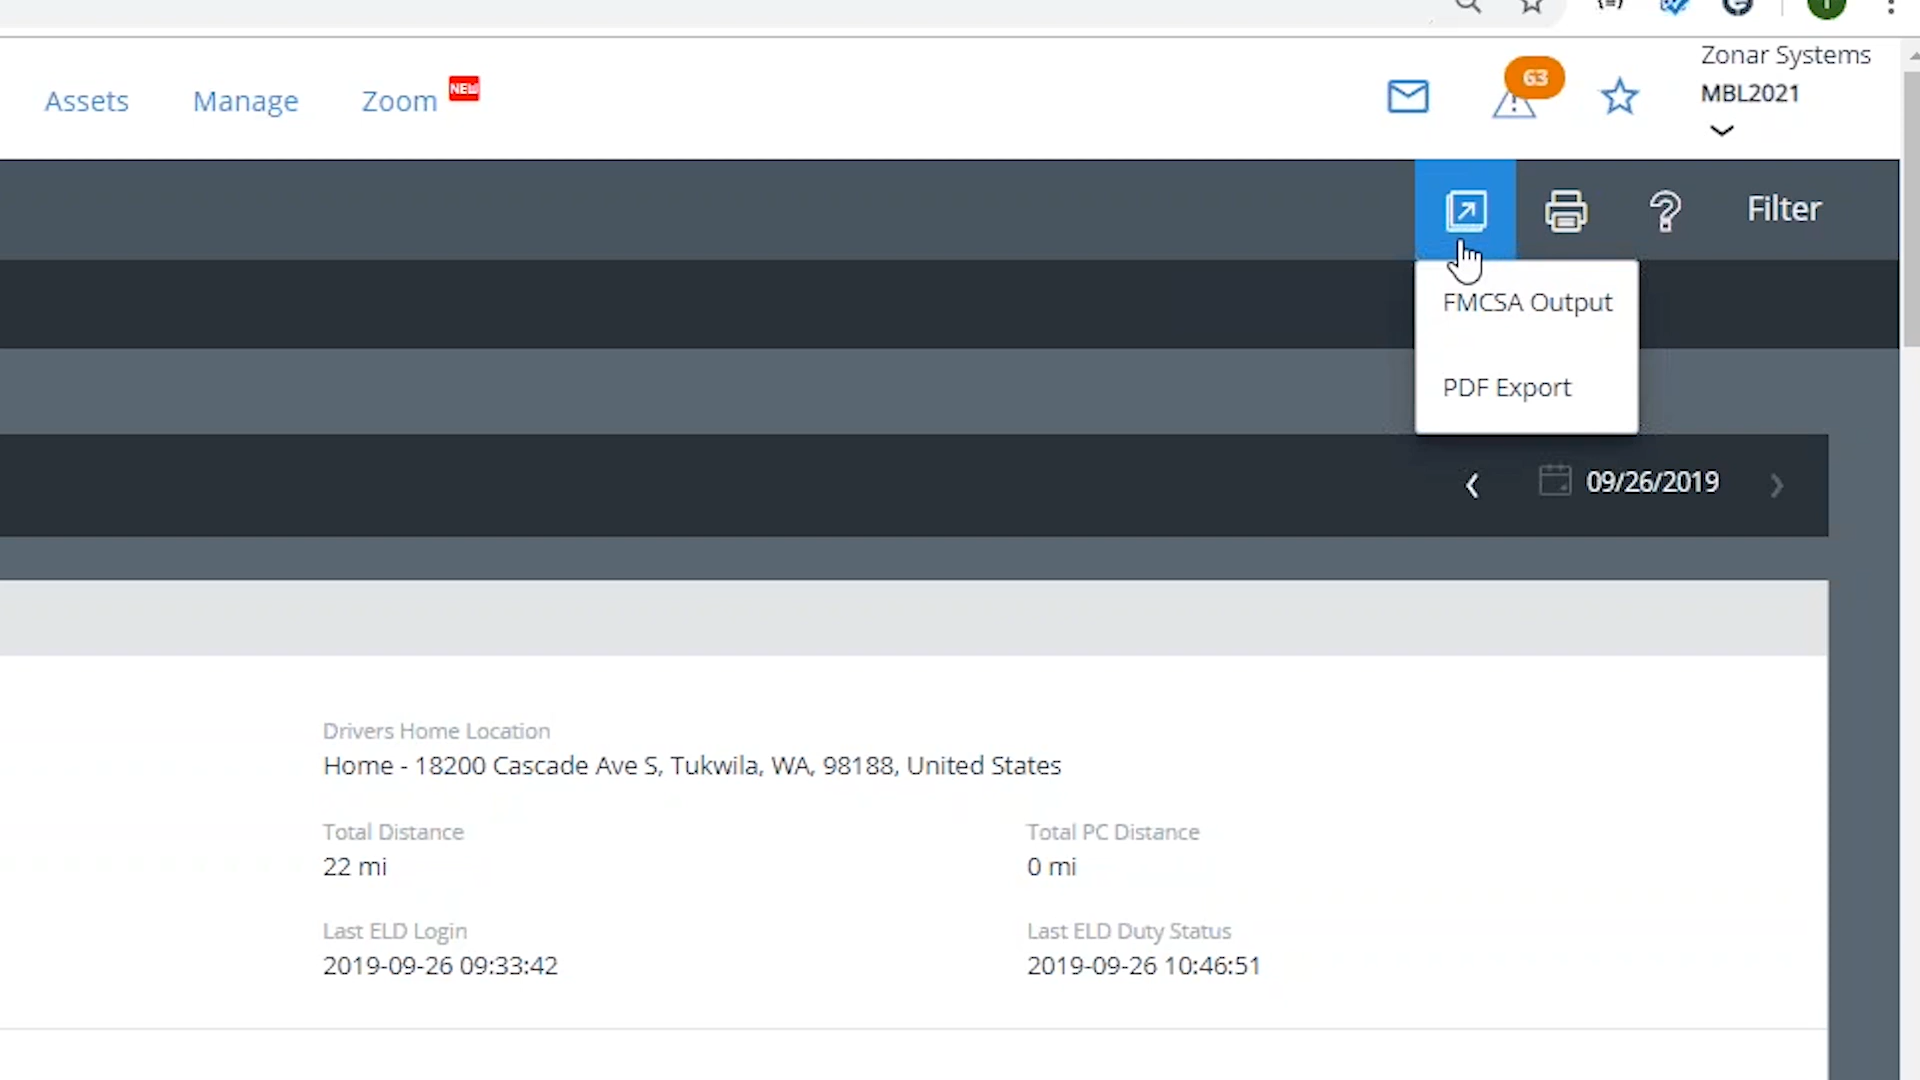 Zonar Systems
Assets Manage Zoom NEW 63 MBL2021
Filter
FMCSA Output
PDF Export
09/26/2019
Drivers Home Location
Home - 18200 Cascade Ave S, Tukwila, WA, 98188, United States
Total Distance Total PC Distance
22 mi 0 mi
Last ELD Login Last ELD Duty Status
2019-09-26 09:33:42 2019-09-26 10:46:51